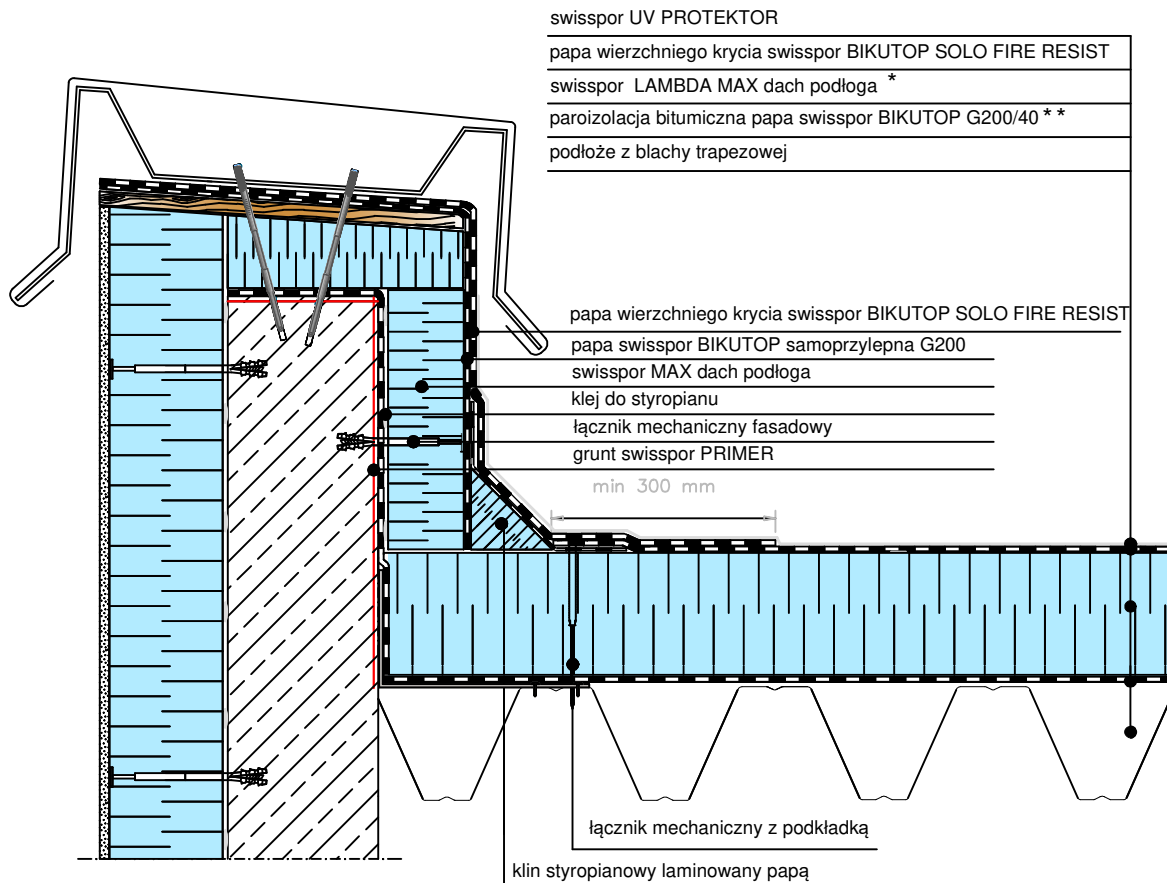 swisspor UV PROTEKTOR
papa wierzchniego krycia swisspor BIKUTOP SOLO FIRE RESIST
swisspor LAMBDA MAX dach podłoga *
paroizolacja bitumiczna papa swisspor BIKUTOP G200/40 * *
podłoże z blachy trapezowej
papa wierzchniego krycia swisspor BIKUTOP SOLO FIRE RESIST
papa swisspor BIKUTOP samoprzylepna G200
swisspor MAX dach podłoga
klej do styropianu
łącznik mechaniczny fasadowy
grunt swisspor PRIMER
min 300 mm
łącznik mechaniczny z podkładką
klin styropianowy laminowany papą